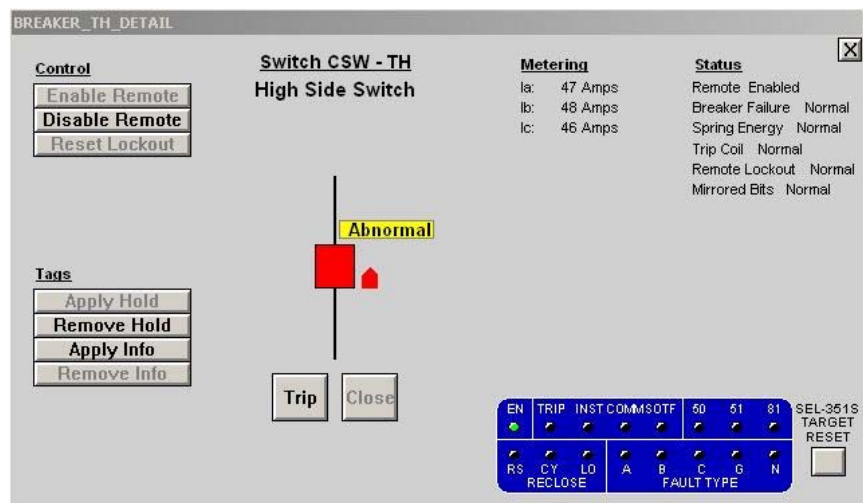 BREAKER_TH_DETAIL
Control
Enable Remote
Disable Remote
Reset Lockout
Switch CSW - TH
High Side Switch
Metering
Ia: 47 Amps
Ib: 48 Amps
Ic: 46 Amps
Status
Remote Enabled
Breaker Failure Normal
Spring Energy Normal
Trip Coil Normal
Remote Lockout Normal
Mirrored Bits Normal
Abnormal
Tags
Apply Hold
Remove Hold
Apply Info
Remove Info
Trip
Close
EN TRIP INST COMM SOTF 50 51 81
RS CY LO A B C G N
RECLOSE FAULT TYPE
SEL-351S
TARGET
RESET